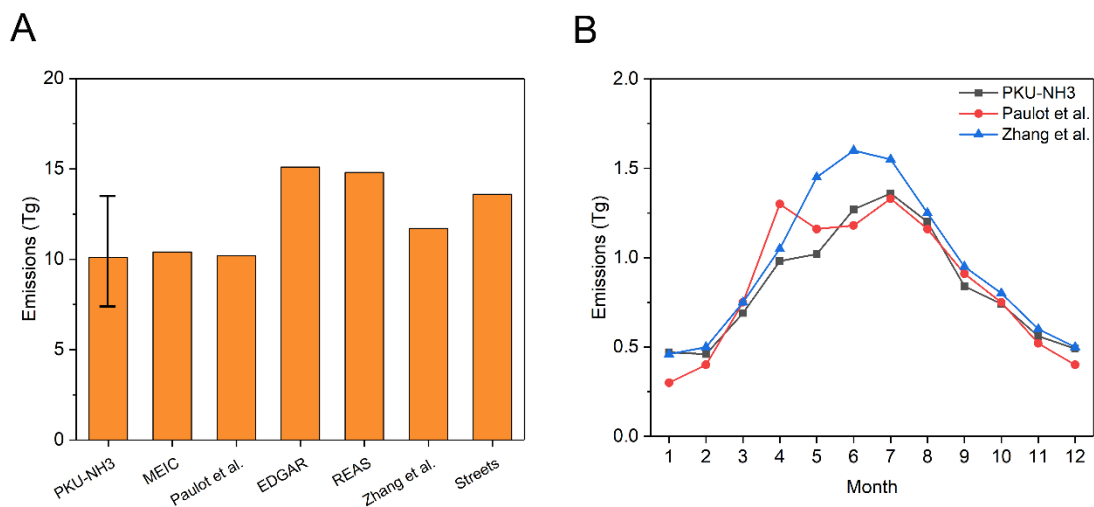 A
B
Emissions (Tg)
20
15
10
5
0
PKU-NH3
MEIC
Paulot et al.
EDGAR
REAS
Zhang et al.
Streets
Emissions (Tg)
2.0
1.5
1.0
0.5
0.0
PKU-NH3
Paulot et al.
Zhang et al.
1 2 3 4 5 6 7 8 9 10 11 12
Month